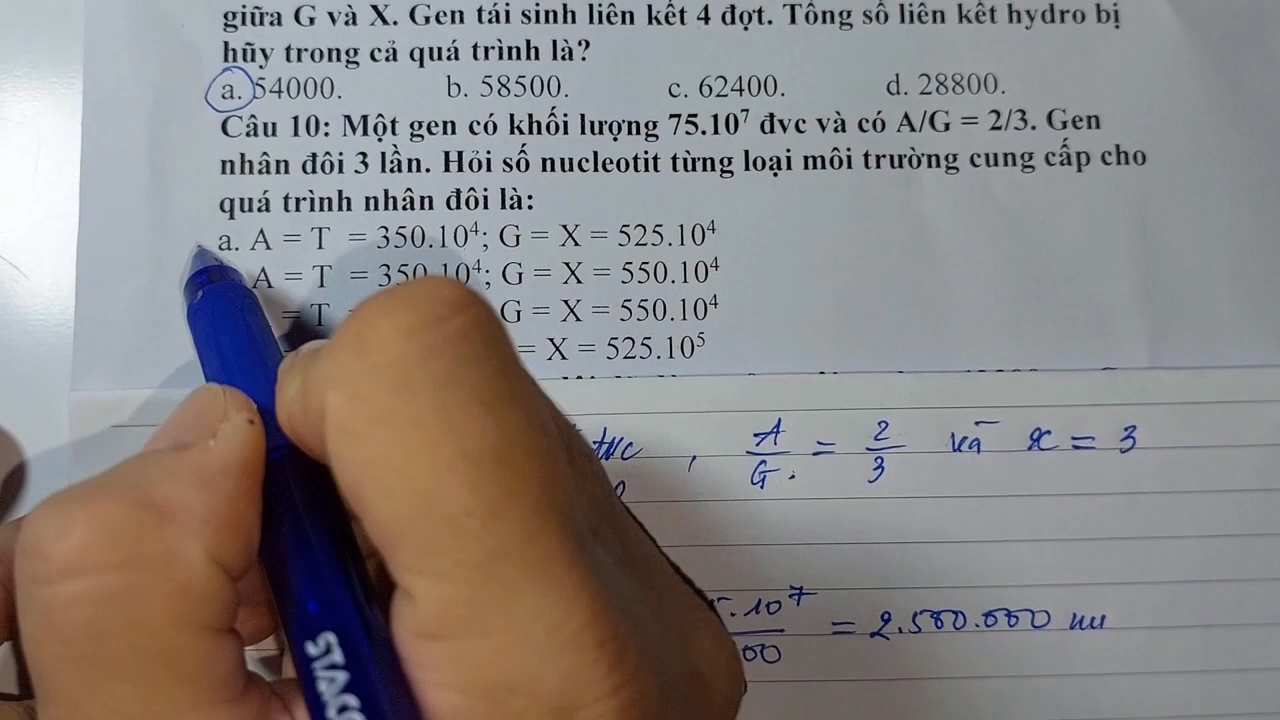 giữa G và X. Gen tái sinh liên kết 4 đợt. Tổng số liên kết hydro bị
hũy trong cả quá trình là?
a. 54000. b. 58500. c. 62400. d. 28800.
Câu 10: Một gen có khối lượng 75.10⁷ đvc và có A/G = 2/3. Gen
nhân đôi 3 lần. Hỏi số nucleotit từng loại môi trường cung cấp cho
quá trình nhân đôi là:
a. A = T = 350.10⁴; G = X = 525.10⁴
A = T = 350.10⁴; G = X = 550.10⁴
= T G = X = 550.10⁴
= X = 525.10⁵
, A/G = 2/3 và x = 3
.10⁷/00 = 2.500.000 nu
STAC